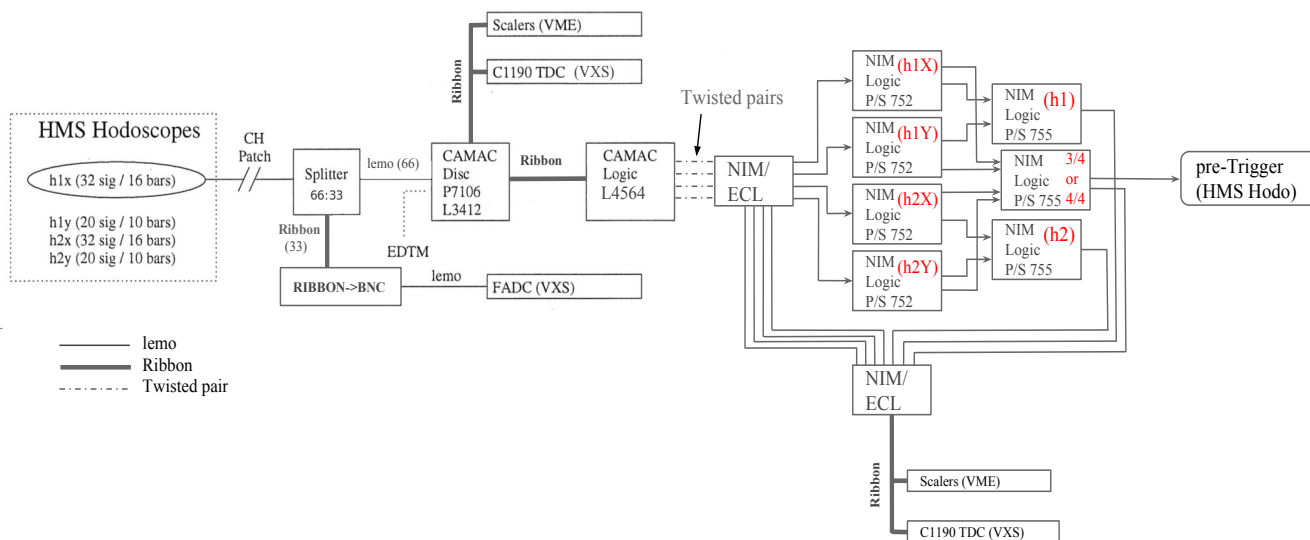 HMS Hodoscopes
h1x (32 sig / 16 bars)
h1y (20 sig / 10 bars)
h2x (32 sig / 16 bars)
h2y (20 sig / 10 bars)
CH
Patch
Splitter
66:33
lemo (66)
Ribbon
(33)
EDTM
RIBBON->BNC
lemo
FADC (VXS)
CAMAC
Disc
P7106
L3412
Ribbon
Scalers (VME)
C1190 TDC (VXS)
Ribbon
CAMAC
Logic
L4564
Twisted pairs
NIM/
ECL
NIM (h1X)
Logic
P/S 752
NIM (h1Y)
Logic
P/S 752
NIM (h2X)
Logic
P/S 752
NIM (h2Y)
Logic
P/S 752
NIM (h1)
Logic
P/S 755
NIM 3/4
Logic or
P/S 755 4/4
NIM (h2)
Logic
P/S 755
pre-Trigger
(HMS Hodo)
NIM/
ECL
Ribbon
Scalers (VME)
C1190 TDC (VXS)
lemo
Ribbon
Twisted pair